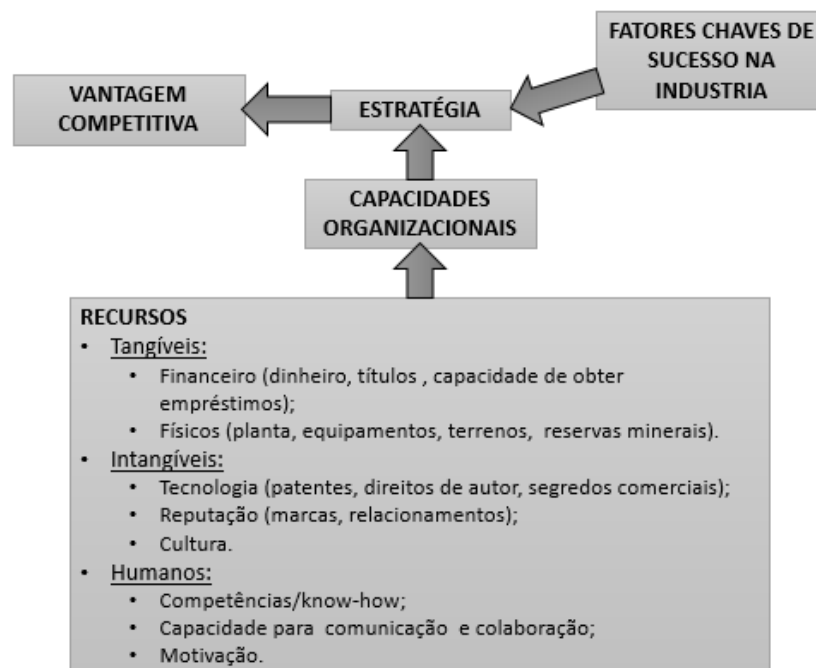 FATORES CHAVES DE
SUCESSO NA
INDUSTRIA
VANTAGEM
COMPETITIVA
ESTRATÉGIA
CAPACIDADES
ORGANIZACIONAIS
RECURSOS
• Tangíveis:
• Financeiro (dinheiro, títulos , capacidade de obter
empréstimos);
• Físicos (planta, equipamentos, terrenos, reservas minerais).
• Intangíveis:
• Tecnologia (patentes, direitos de autor, segredos comerciais);
• Reputação (marcas, relacionamentos);
• Cultura.
• Humanos:
• Competências/know-how;
• Capacidade para comunicação e colaboração;
• Motivação.